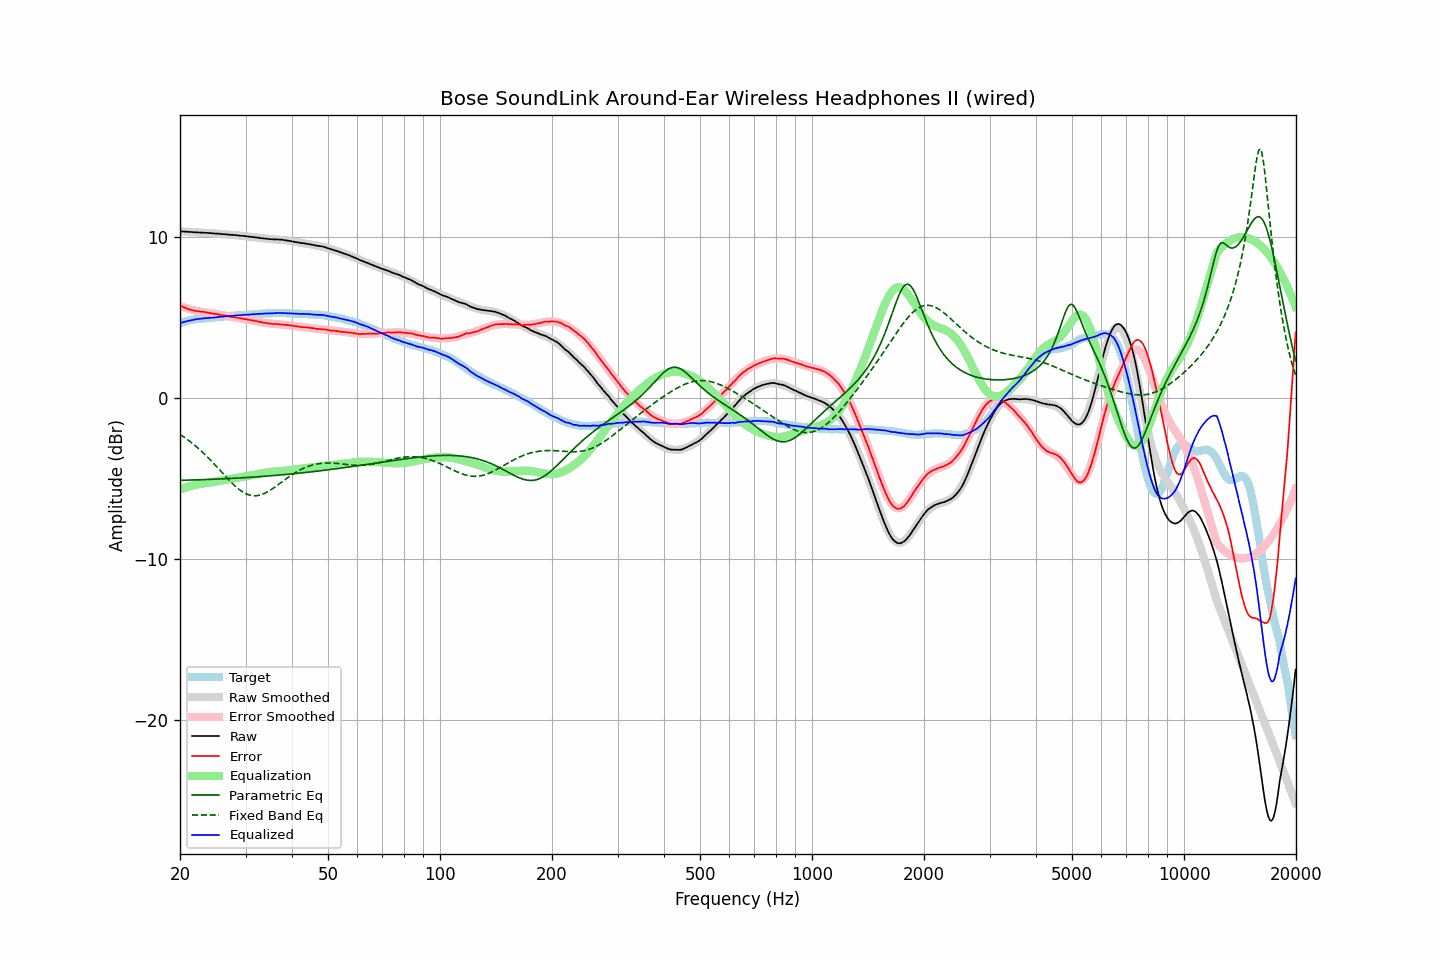 Bose SoundLink Around-Ear Wireless Headphones II (wired)
Amplitude (dBr)
10
0
−10
−20
Target
Raw Smoothed
Error Smoothed
Raw
Error
Equalization
Parametric Eq
Fixed Band Eq
Equalized
20 50 100 200 500 1000 2000 5000 10000 20000
Frequency (Hz)